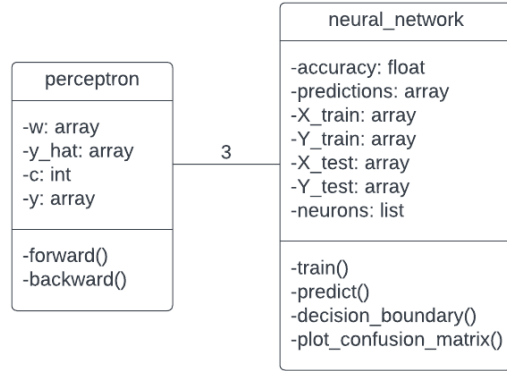 perceptron
-w: array
-y_hat: array
-c: int
-y: array
-forward()
-backward()
3
neural_network
-accuracy: float
-predictions: array
-X_train: array
-Y_train: array
-X_test: array
-Y_test: array
-neurons: list
-train()
-predict()
-decision_boundary()
-plot_confusion_matrix()